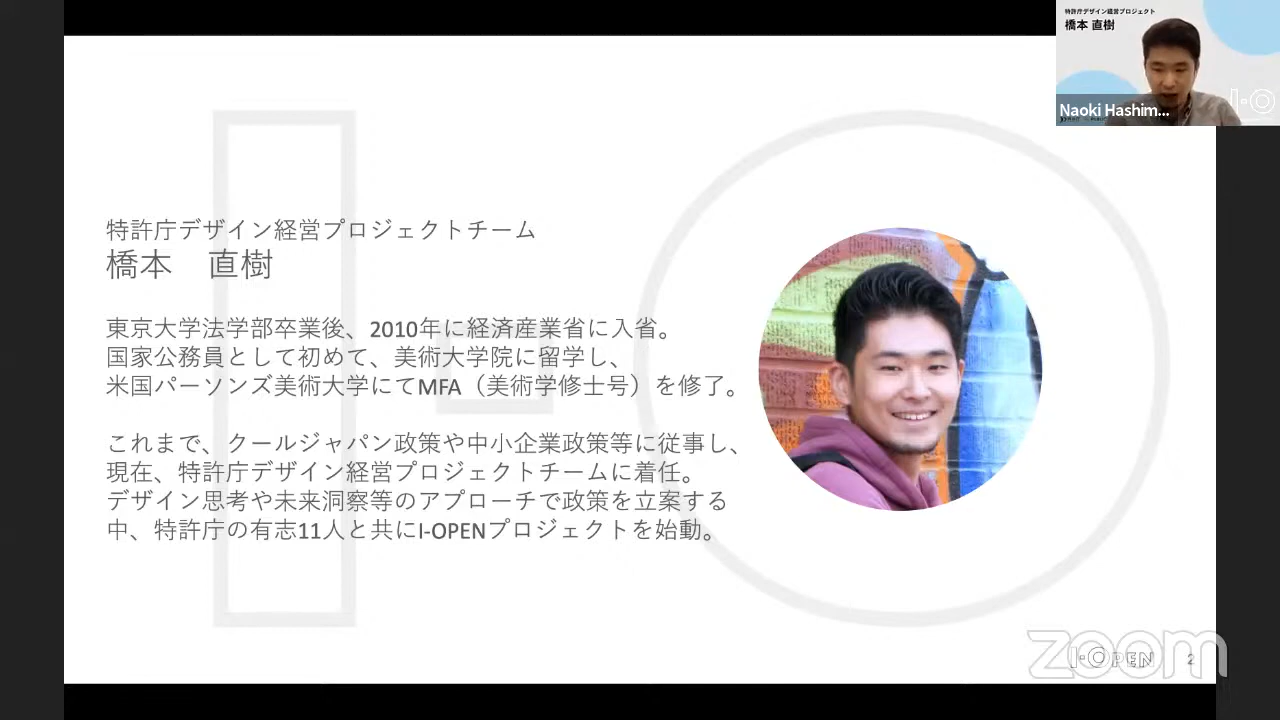 特許庁デザイン経営プロジェクト
橋本 直樹
Naoki Hashim...
特許庁デザイン経営プロジェクトチーム
橋本　直樹
東京大学法学部卒業後、2010年に経済産業省に入省。
国家公務員として初めて、美術大学院に留学し、
米国パーソンズ美術大学にてMFA（美術学修士号）を修了。
これまで、クールジャパン政策や中小企業政策等に従事し、
現在、特許庁デザイン経営プロジェクトチームに着任。
デザイン思考や未来洞察等のアプローチで政策を立案する
中、特許庁の有志11人と共にI-OPENプロジェクトを始動。
zoom
I-OPEN
2